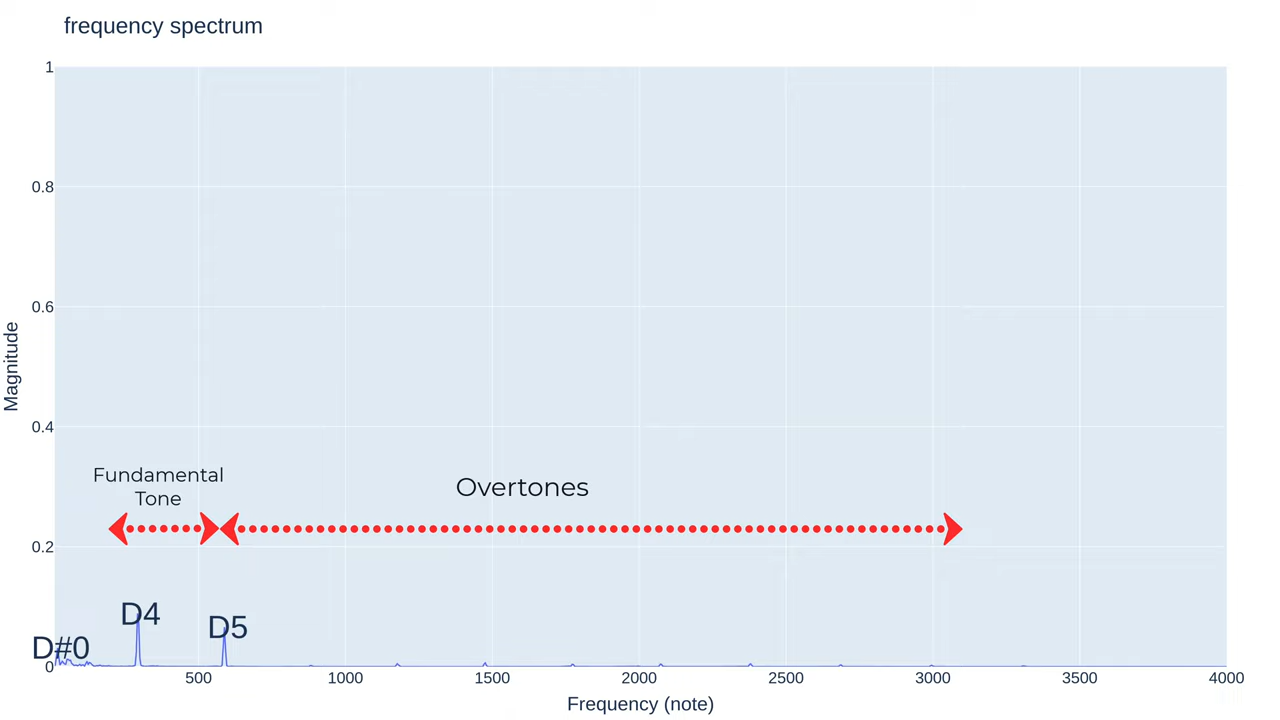 frequency spectrum
1
0.8
0.6
0.4
0.2
0
Magnitude
Fundamental
Tone
Overtones
D#0
D4
D5
500
1000
1500
2000
2500
3000
3500
4000
Frequency (note)